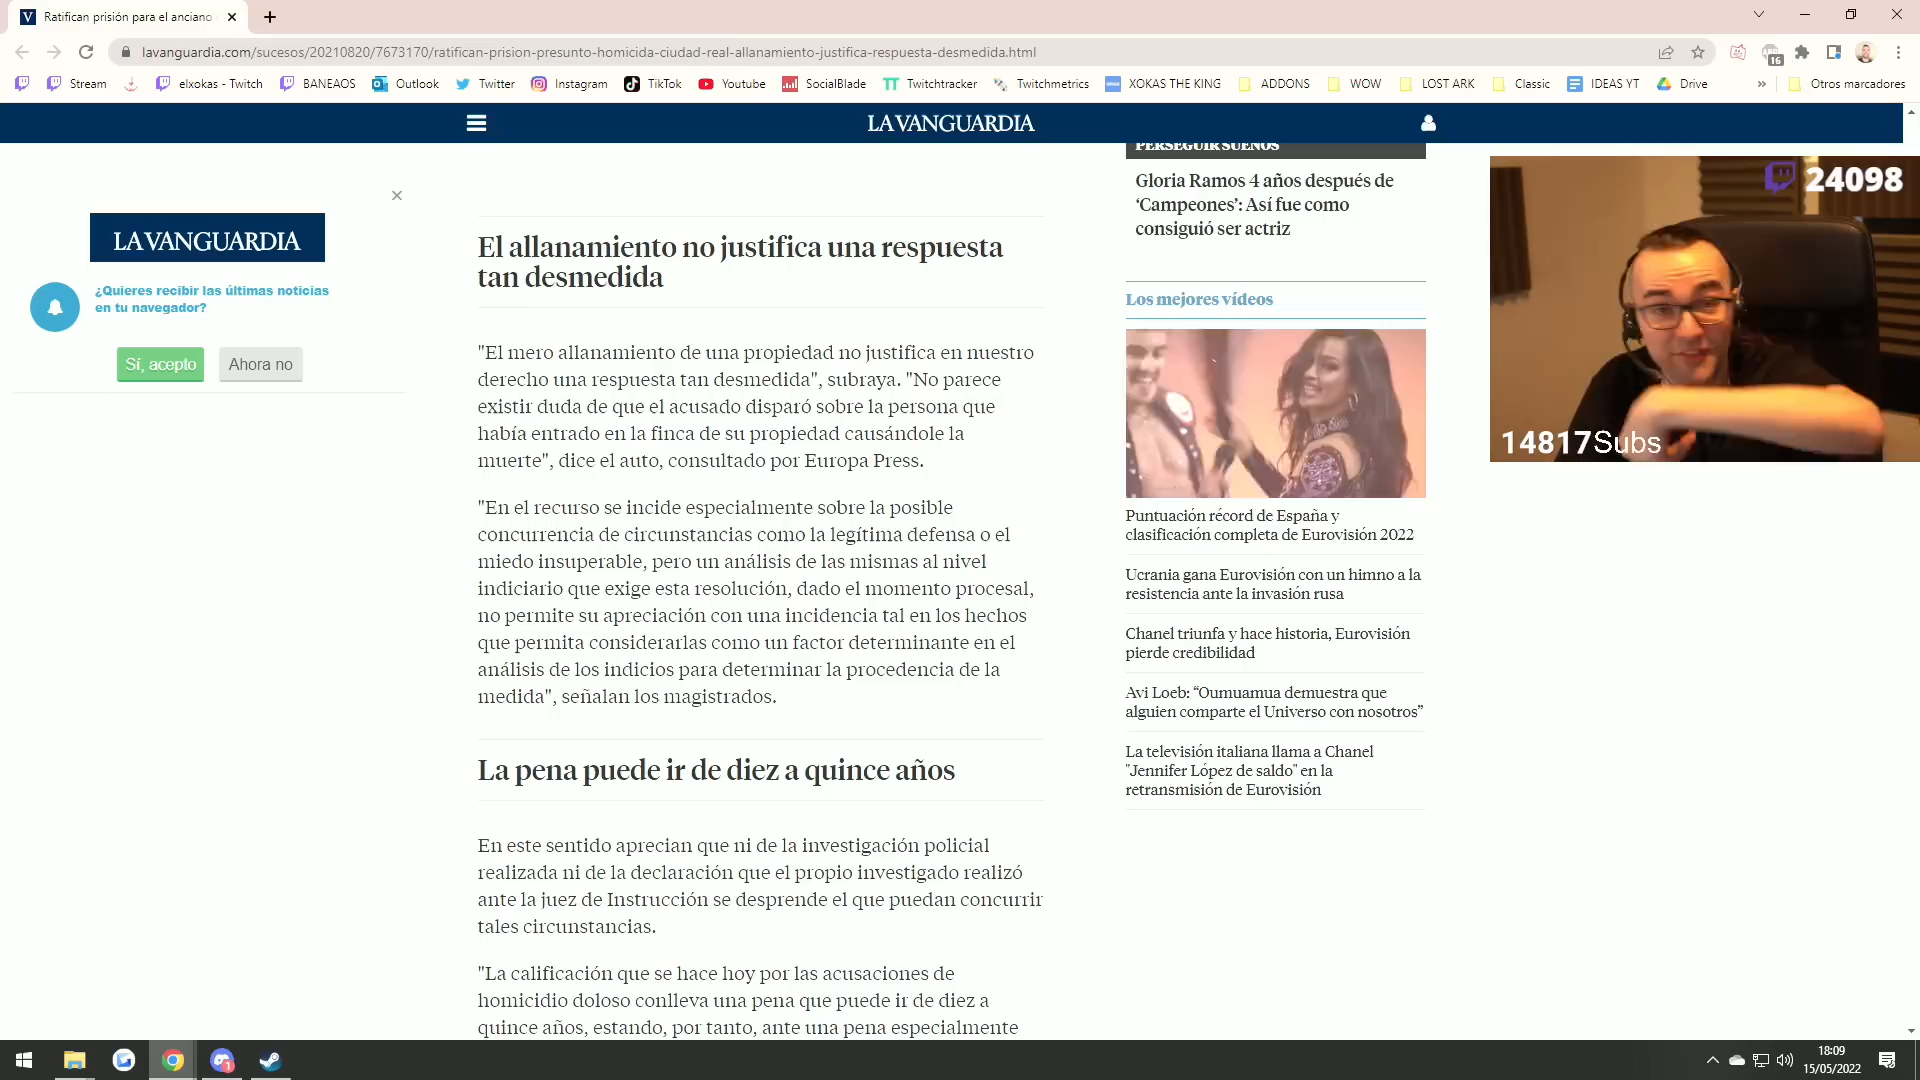 Ratifican prisión para el anciano
lavanguardia.com/sucesos/20210820/7673170/ratifican-prision-presunto-homicida-ciudad-real-allanamiento-justifica-respuesta-desmedida.html
16
Stream
elxokas - Twitch
BANEAOS
Outlook
Twitter
Instagram
TikTok
Youtube
SocialBlade
Twitchtracker
Twitchmetrics
XOKAS THE KING
ADDONS
WOW
LOST ARK
Classic
IDEAS YT
Drive
»
Otros marcadores
LA VANGUARDIA
LA VANGUARDIA
¿Quieres recibir las últimas noticias
en tu navegador?
Sí, acepto
Ahora no
El allanamiento no justifica una respuesta
tan desmedida
"El mero allanamiento de una propiedad no justifica en nuestro
derecho una respuesta tan desmedida", subraya. "No parece
existir duda de que el acusado disparó sobre la persona que
había entrado en la finca de su propiedad causándole la
muerte", dice el auto, consultado por Europa Press.
"En el recurso se incide especialmente sobre la posible
concurrencia de circunstancias como la legítima defensa o el
miedo insuperable, pero un análisis de las mismas al nivel
indiciario que exige esta resolución, dado el momento procesal,
no permite su apreciación con una incidencia tal en los hechos
que permita considerarlas como un factor determinante en el
análisis de los indicios para determinar la procedencia de la
medida", señalan los magistrados.
La pena puede ir de diez a quince años
En este sentido aprecian que ni de la investigación policial
realizada ni de la declaración que el propio investigado realizó
ante la juez de Instrucción se desprende el que puedan concurrir
tales circunstancias.
"La calificación que se hace hoy por las acusaciones de
homicidio doloso conlleva una pena que puede ir de diez a
quince años, estando, por tanto, ante una pena especialmente
PERSEGUIR SUEÑOS
Gloria Ramos 4 años después de
‘Campeones’: Así fue como
consiguió ser actriz
Los mejores vídeos
Puntuación récord de España y
clasificación completa de Eurovisión 2022
Ucrania gana Eurovisión con un himno a la
resistencia ante la invasión rusa
Chanel triunfa y hace historia, Eurovisión
pierde credibilidad
Avi Loeb: “Oumuamua demuestra que
alguien comparte el Universo con nosotros”
La televisión italiana llama a Chanel
"Jennifer López de saldo" en la
retransmisión de Eurovisión
24098
14817Subs
18:09
15/05/2022